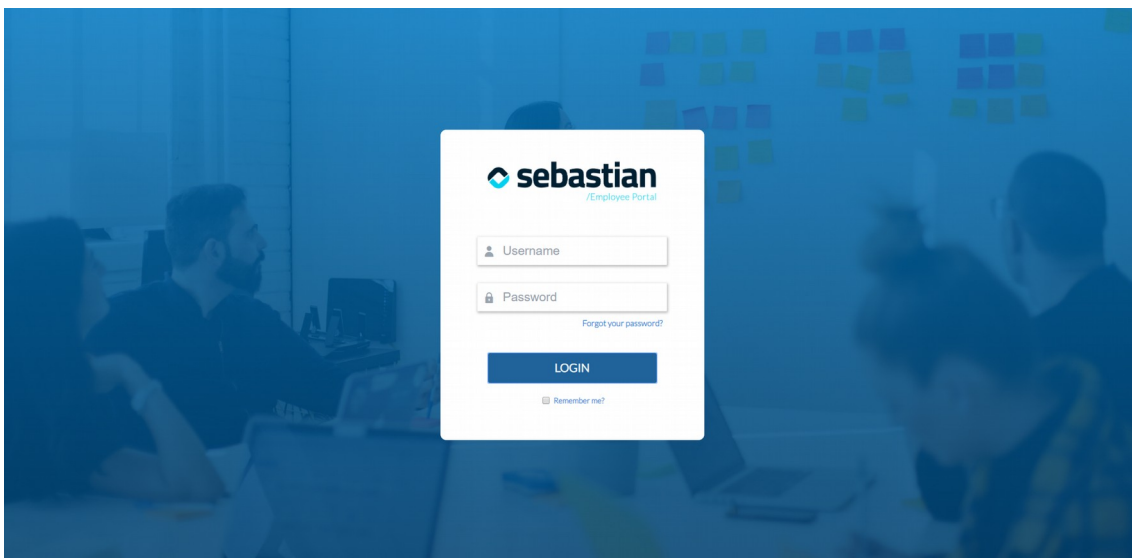 sebastian
/Employee Portal
Username
Password
Forgot your password?
LOGIN
Remember me?